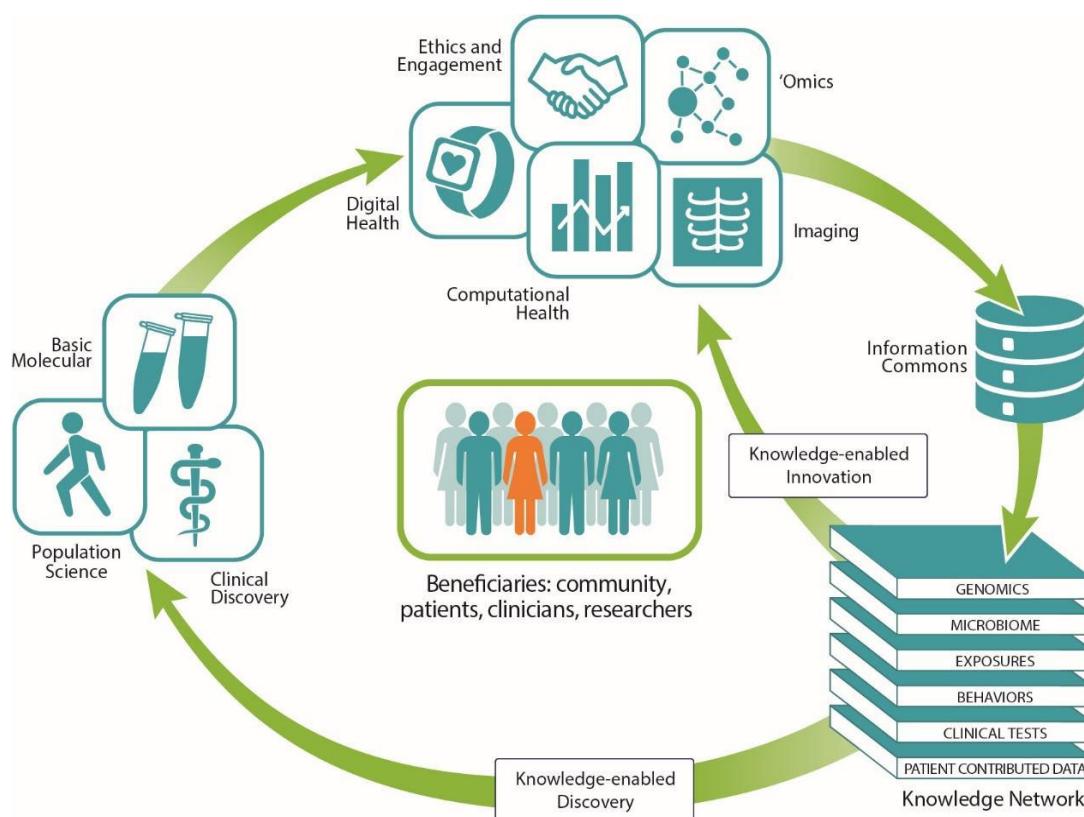 Ethics and
Engagement
'Omics
Digital
Health
Imaging
Computational
Health
Basic
Molecular
Information
Commons
Knowledge-enabled
Innovation
Population
Science
Clinical
Discovery
Beneficiaries: community,
patients, clinicians, researchers
GENOMICS
MICROBIOME
EXPOSURES
BEHAVIORS
CLINICAL TESTS
PATIENT CONTRIBUTED DATA
Knowledge Network
Knowledge-enabled
Discovery